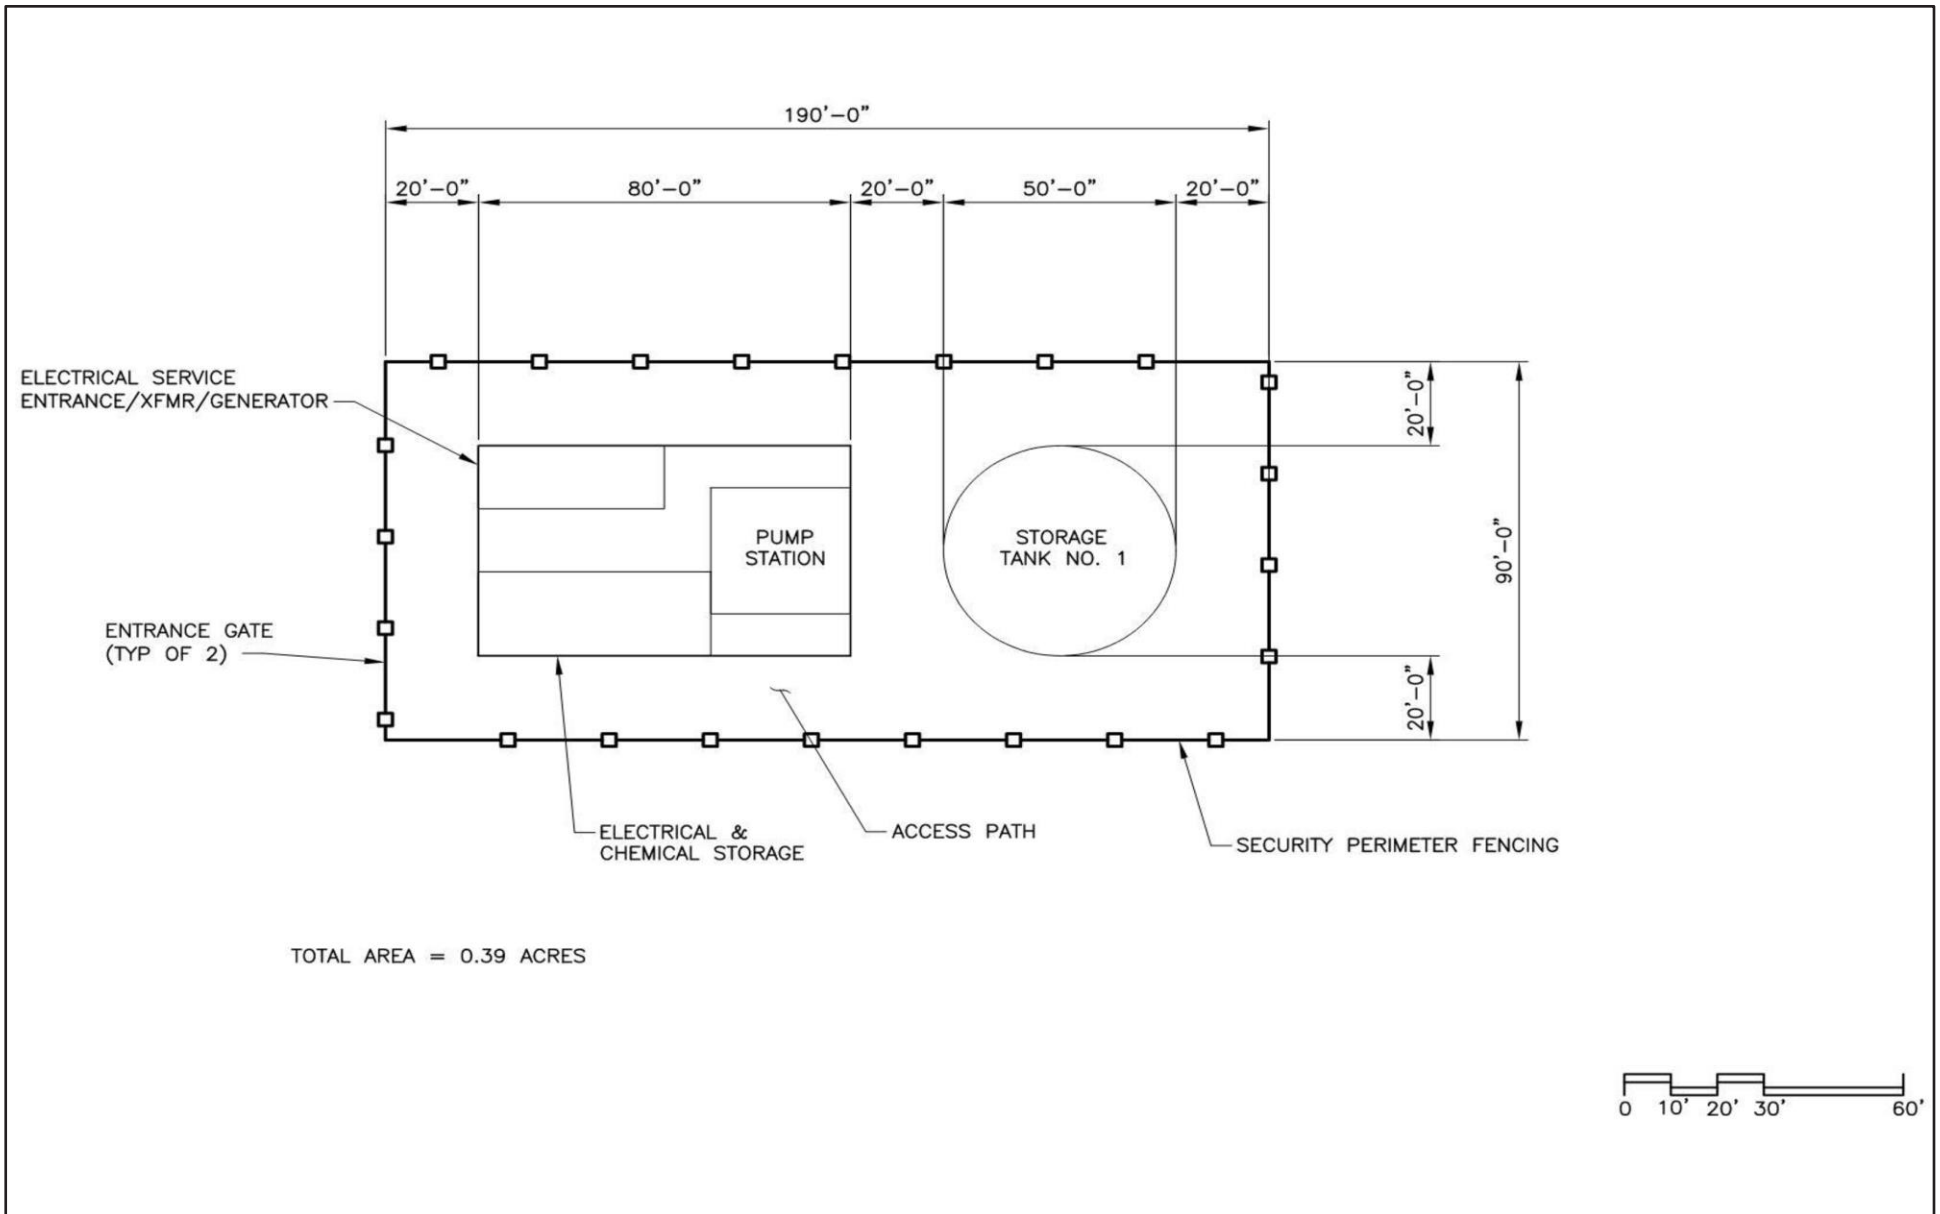 190’-0”
20’-0”
80’-0”
20’-0”
50’-0”
20’-0”
ELECTRICAL SERVICE
ENTRANCE/XFMR/GENERATOR
20’-0”
PUMP
STATION
STORAGE
TANK NO. 1
90’-0”
ENTRANCE GATE
(TYP OF 2)
20’-0”
ELECTRICAL &
CHEMICAL STORAGE
ACCESS PATH
SECURITY PERIMETER FENCING
TOTAL AREA = 0.39 ACRES
0 10’ 20’ 30’ 60’